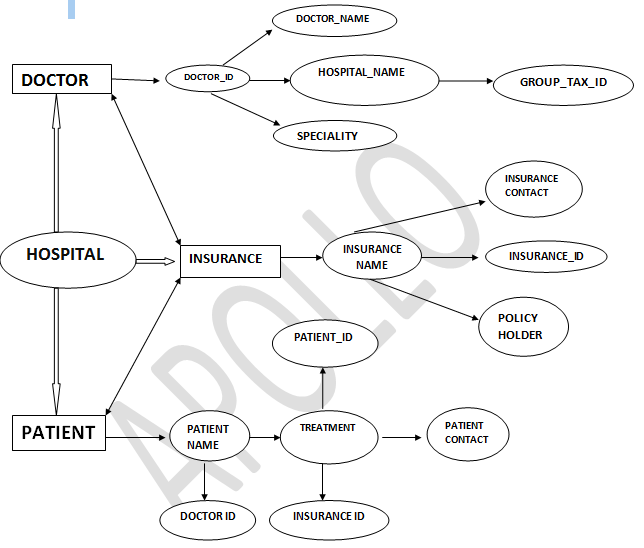 DOCTOR_NAME
DOCTOR
DOCTOR_ID
HOSPITAL_NAME
GROUP_TAX_ID
SPECIALITY
INSURANCE
CONTACT
HOSPITAL
INSURANCE
INSURANCE
NAME
INSURANCE_ID
POLICY
HOLDER
PATIENT_ID
PATIENT
PATIENT
NAME
TREATMENT
PATIENT
CONTACT
DOCTOR ID
INSURANCE ID
APOLLO